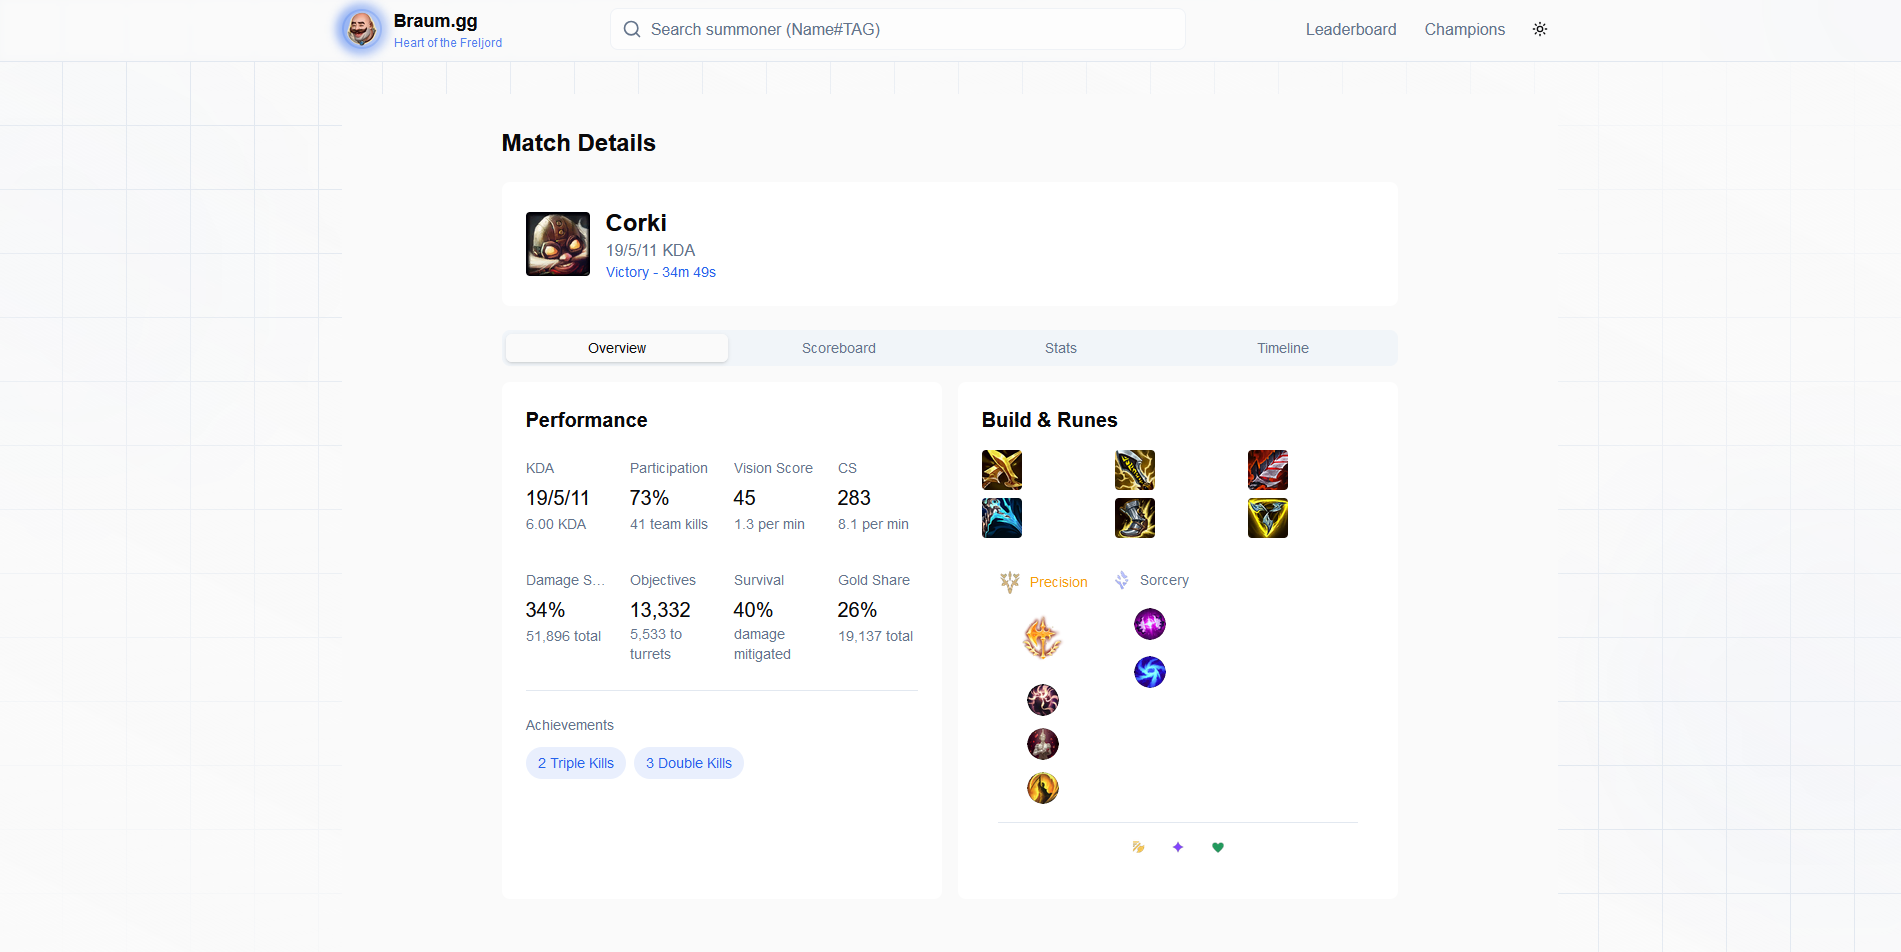 Braum.gg
Heart of the Freljord
Search summoner (Name#TAG)
Leaderboard
Champions
Match Details
Corki
19/5/11 KDA
Victory - 34m 49s
Overview
Scoreboard
Stats
Timeline
Performance
KDA
19/5/11
6.00 KDA
Participation
73%
41 team kills
Vision Score
45
1.3 per min
CS
283
8.1 per min
Damage S...
34%
51,896 total
Objectives
13,332
5,533 to
turrets
Survival
40%
damage
mitigated
Gold Share
26%
19,137 total
Achievements
2 Triple Kills
3 Double Kills
Build & Runes
Precision
Sorcery